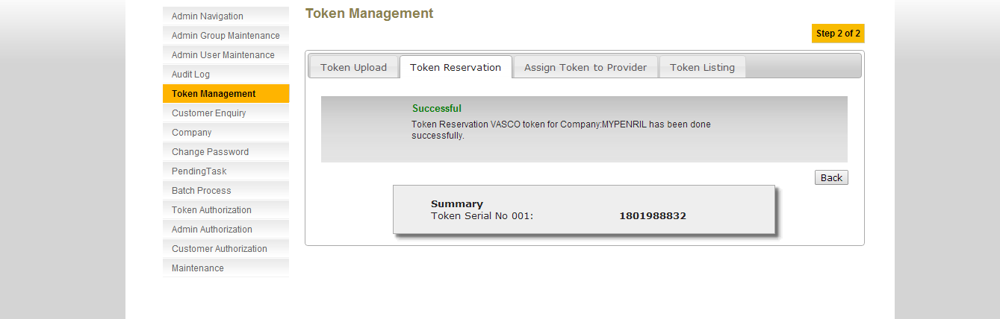 Admin Navigation
Admin Group Maintenance
Admin User Maintenance
Audit Log
Token Management
Customer Enquiry
Company
Change Password
PendingTask
Batch Process
Token Authorization
Admin Authorization
Customer Authorization
Maintenance
Token Management
Step 2 of 2
Token Upload
Token Reservation
Assign Token to Provider
Token Listing
Successful
Token Reservation VASCO token for Company:MYPENRIL has been done
successfully.
Back
Summary
Token Serial No 001: 1801988832